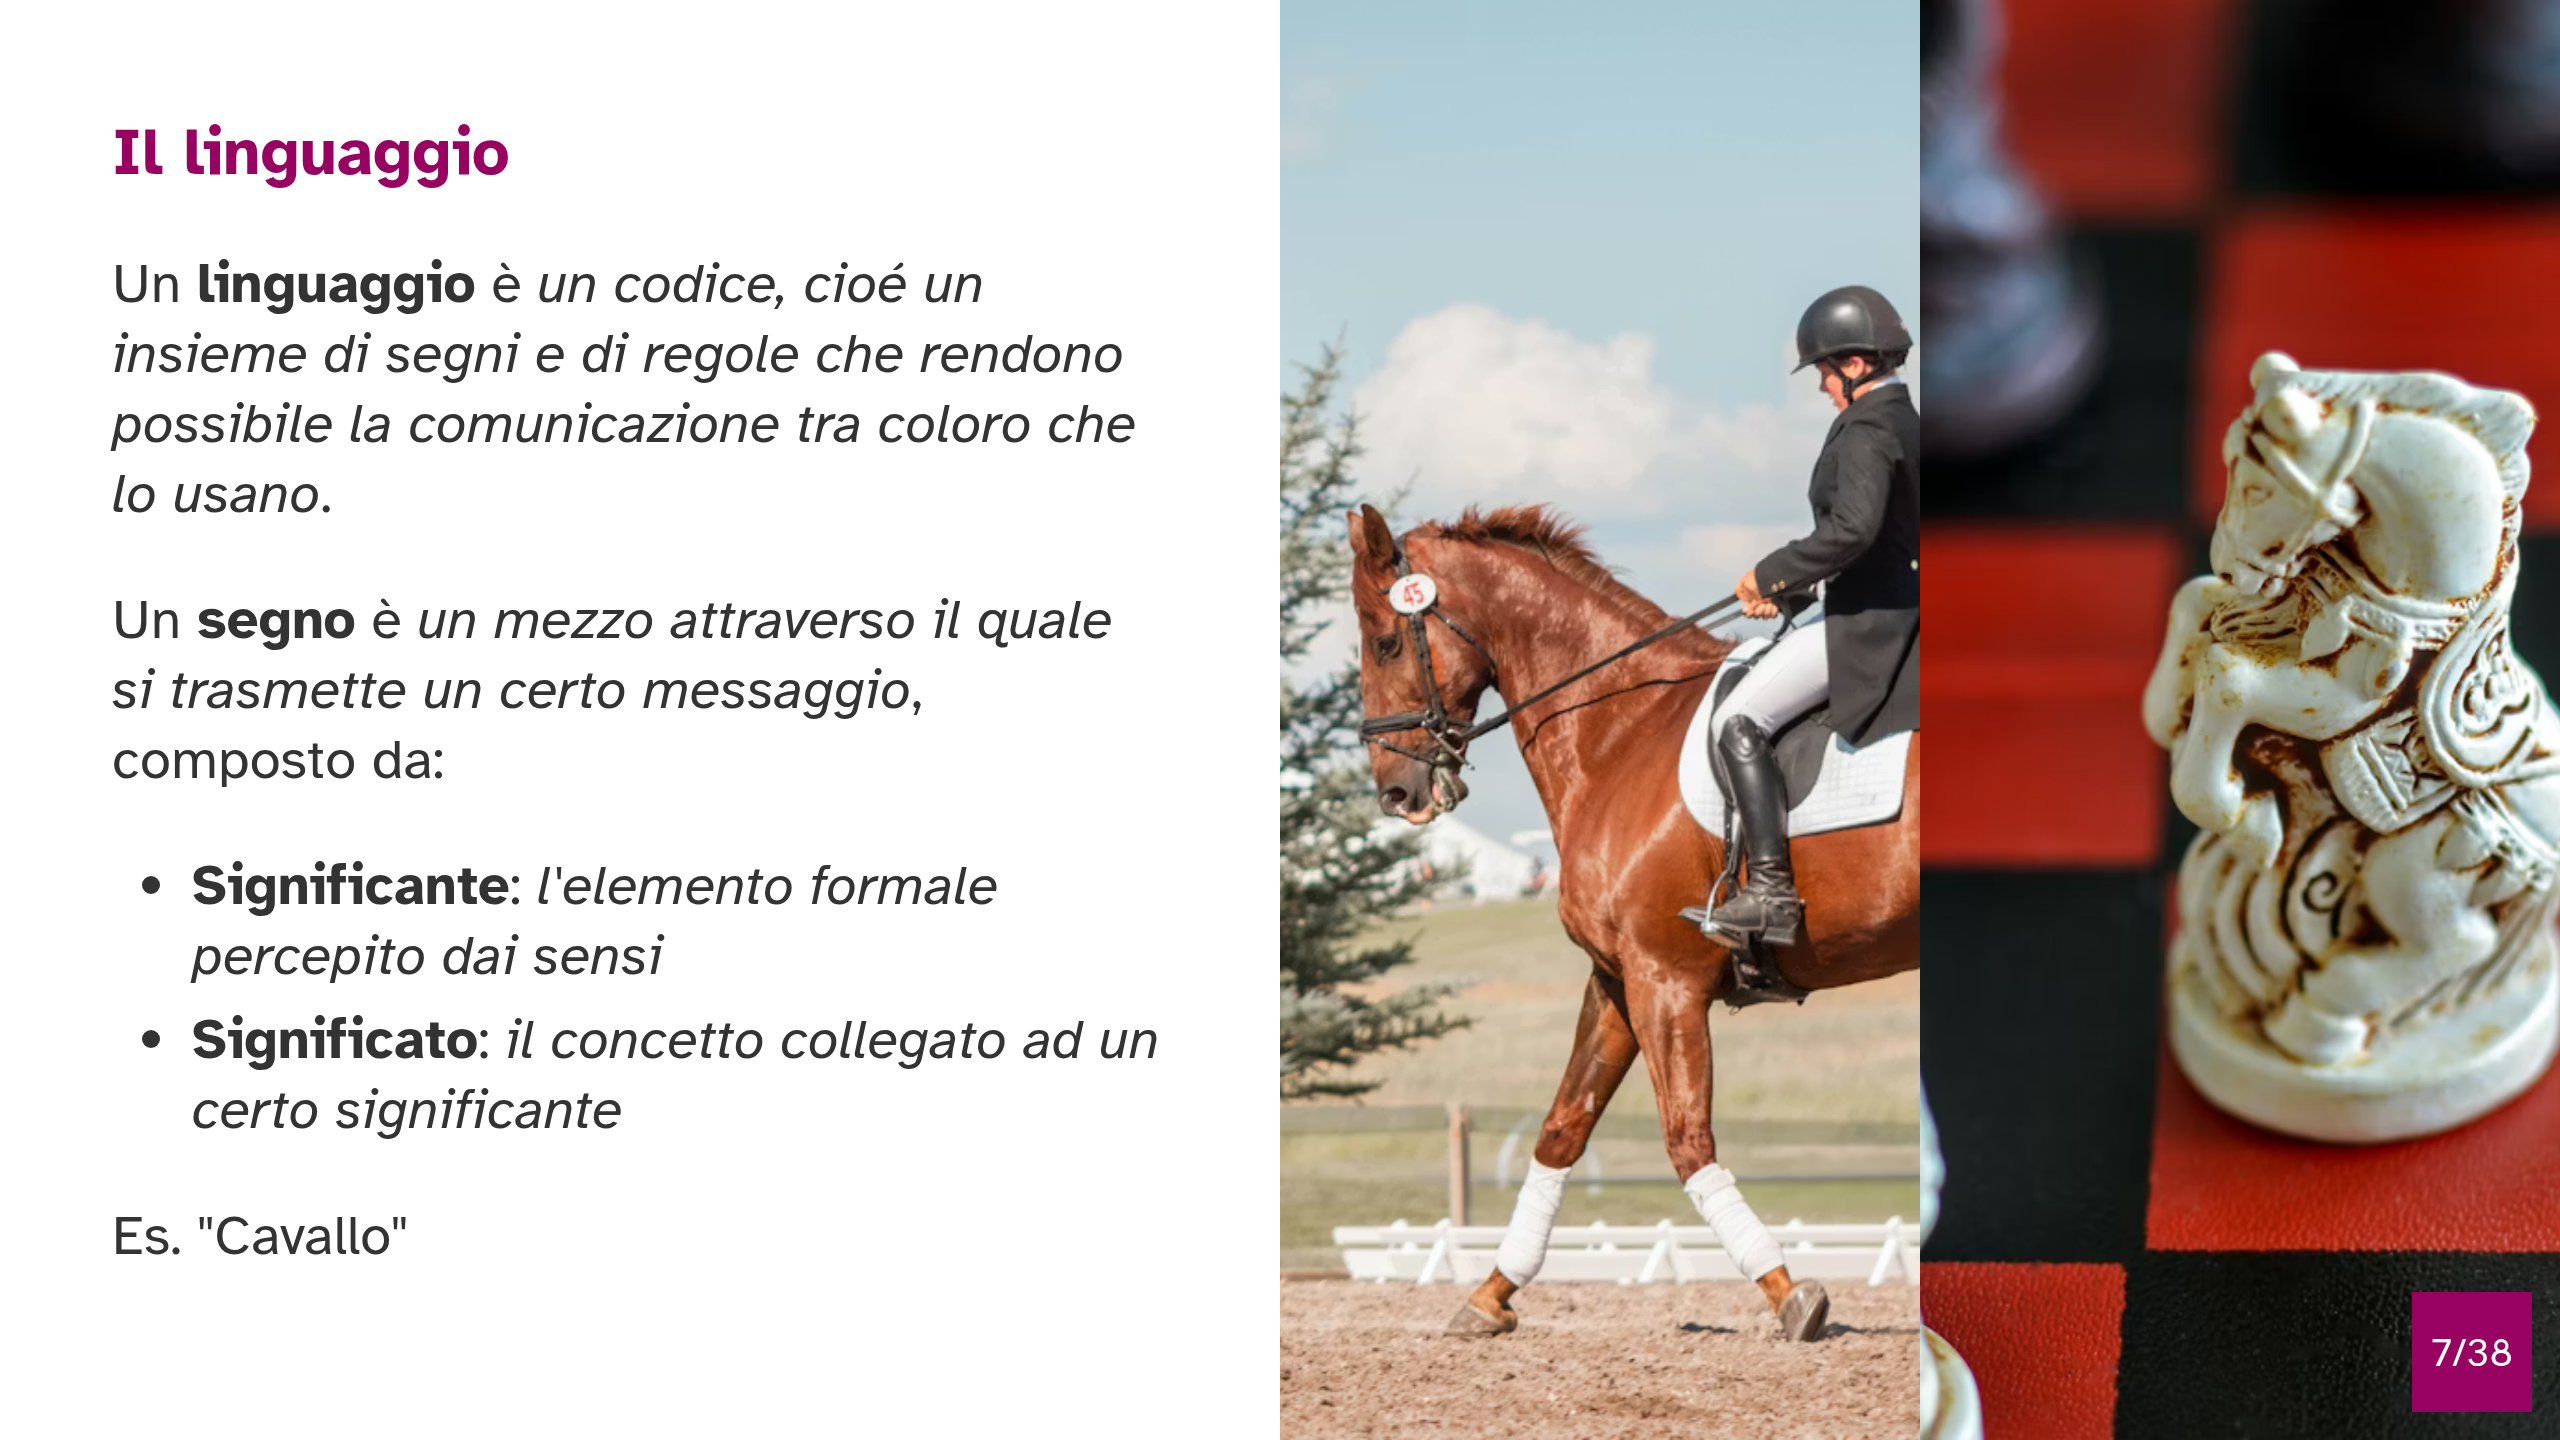 Il linguaggio
Un linguaggio è un codice, cioé un
insieme di segni e di regole che rendono
possibile la comunicazione tra coloro che
lo usano.
Un segno è un mezzo attraverso il quale
si trasmette un certo messaggio,
composto da:
• Significante: l'elemento formale
percepito dai sensi
• Significato: il concetto collegato ad un
certo significante
Es. "Cavallo"
45
7/38